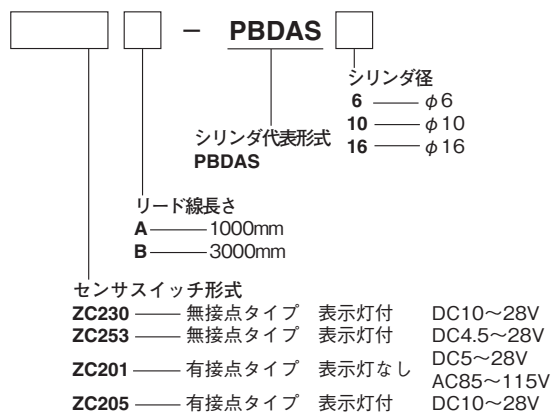 − PBDAS
シリンダ径
6 φ6
10 φ10
16 φ16
シリンダ代表形式
PBDAS
リード線長さ
A 1000mm
B 3000mm
センサスイッチ形式
ZC230 無接点タイプ 表示灯付 DC10〜28V
ZC253 無接点タイプ 表示灯付 DC4.5〜28V
ZC201 有接点タイプ 表示灯なし DC5〜28V
AC85〜115V
ZC205 有接点タイプ 表示灯付 DC10〜28V